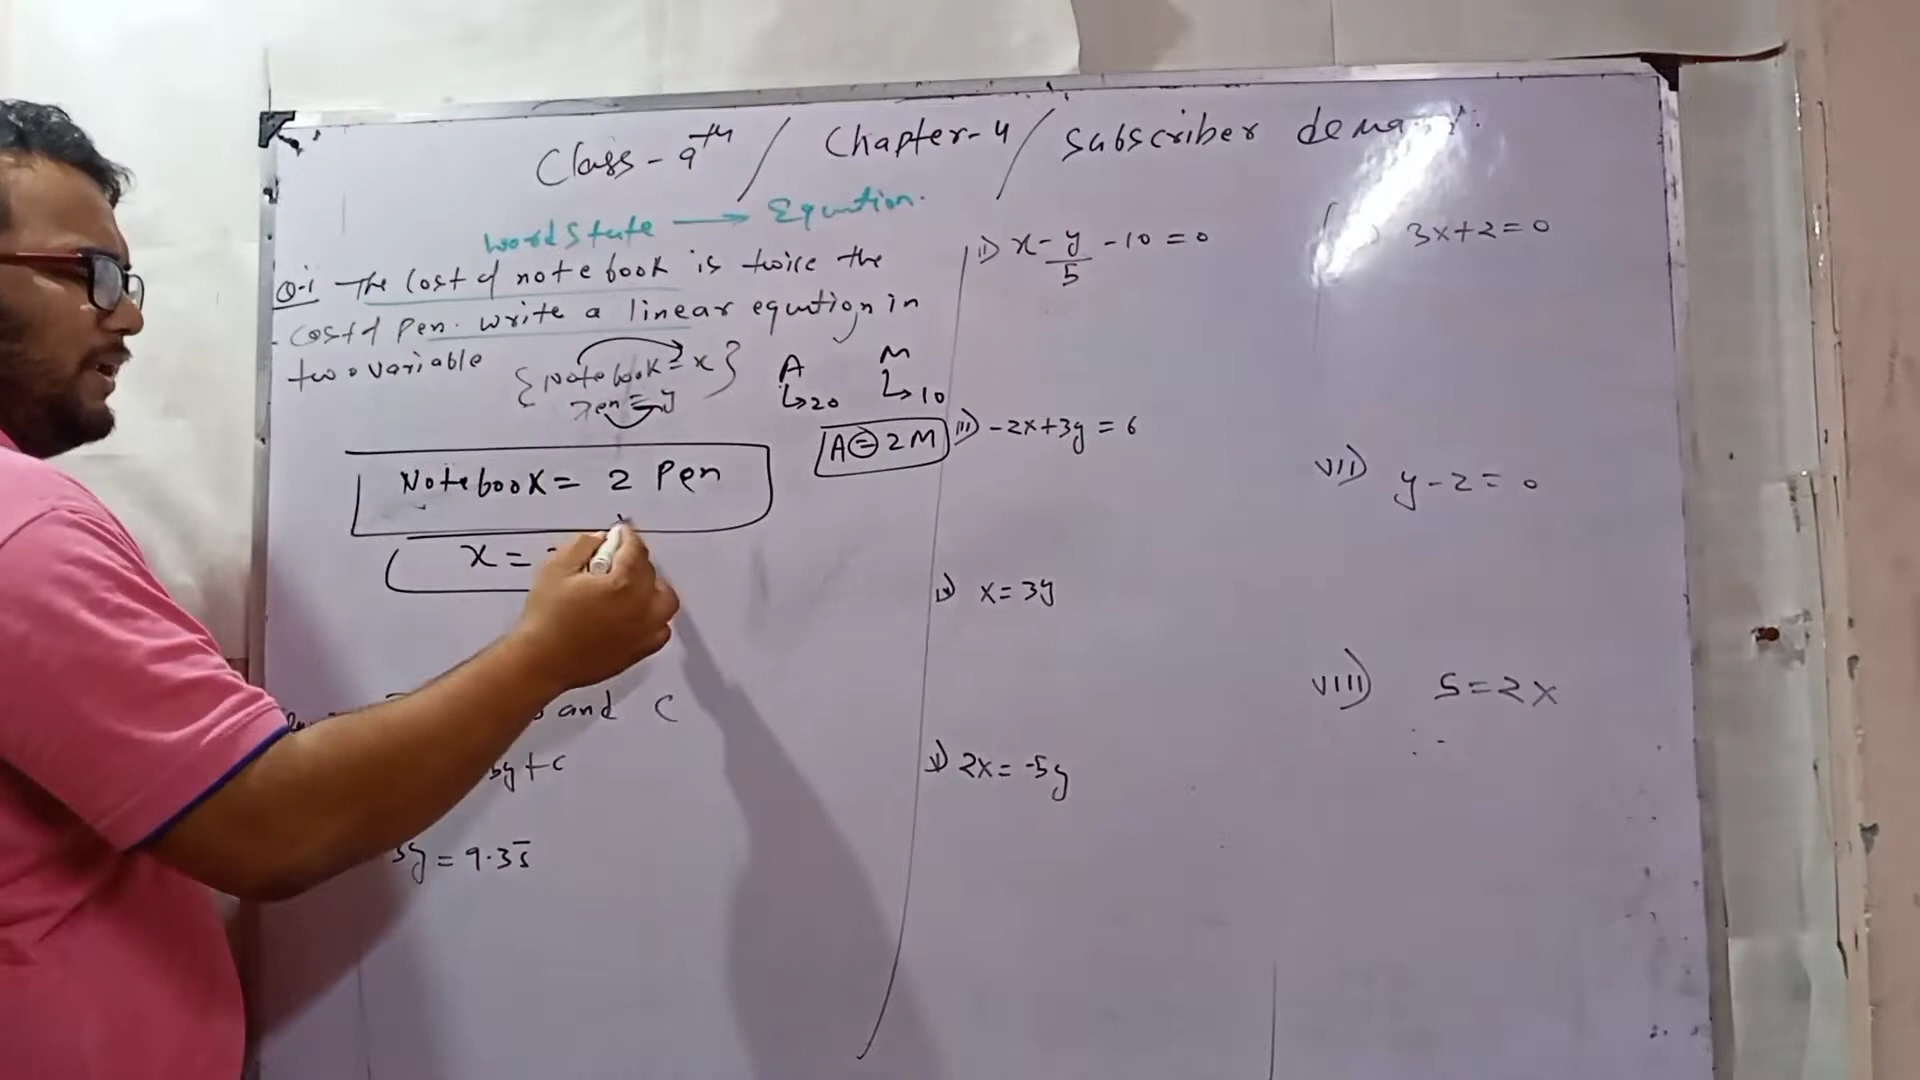 Class-9th / Chapter-4 / Subscriber demand.
Word State → Equation.
Q-1 The Cost of notebook is twice the
cost of Pen. write a linear equation in
two variable
{Notebook = x
Pen = y}
A M
↳20 ↳10
A = 2M
Notebook = 2 Pen
x =
and C
+c
3y = 9.35̅
ii) x - y/5 - 10 = 0
iii) -2x+3y = 6
iv) x = 3y
v) 2x = -5y
3x+2=0
vii) y-2=0
viii) 5=2x